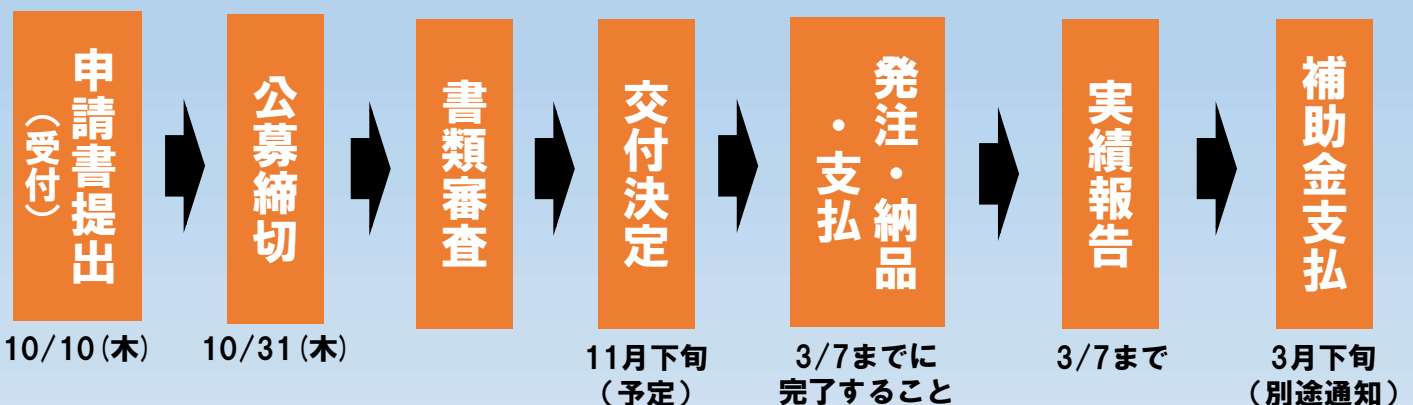 申請書提出
（受付）
10/10(木)
公募締切
10/31(木)
書類審査
交付決定
11月下旬
（予定）
発注・納品
・支払
3/7までに
完了すること
実績報告
3/7まで
補助金支払
3月下旬
（別途通知）